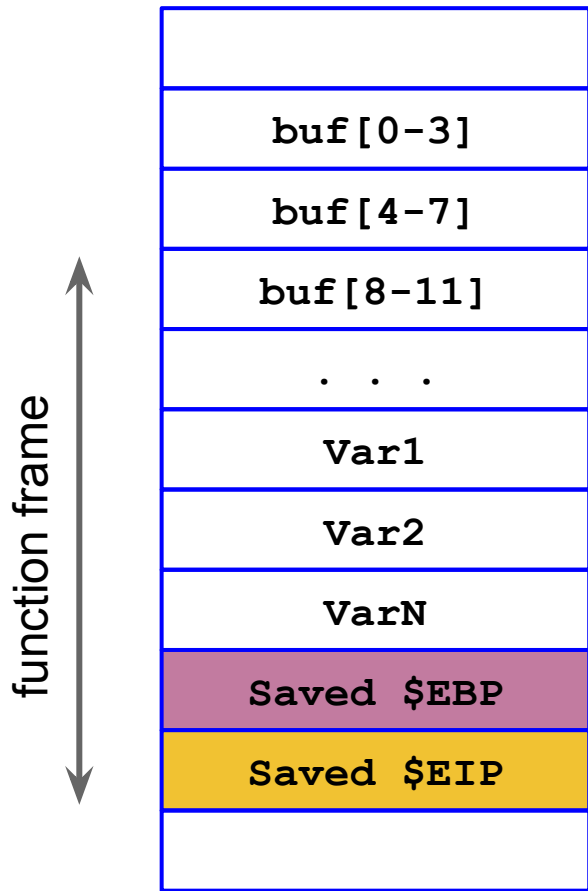 buf[0-3]
buf[4-7]
buf[8-11]
. . .
Var1
Var2
VarN
Saved $EBP
Saved $EIP
function frame